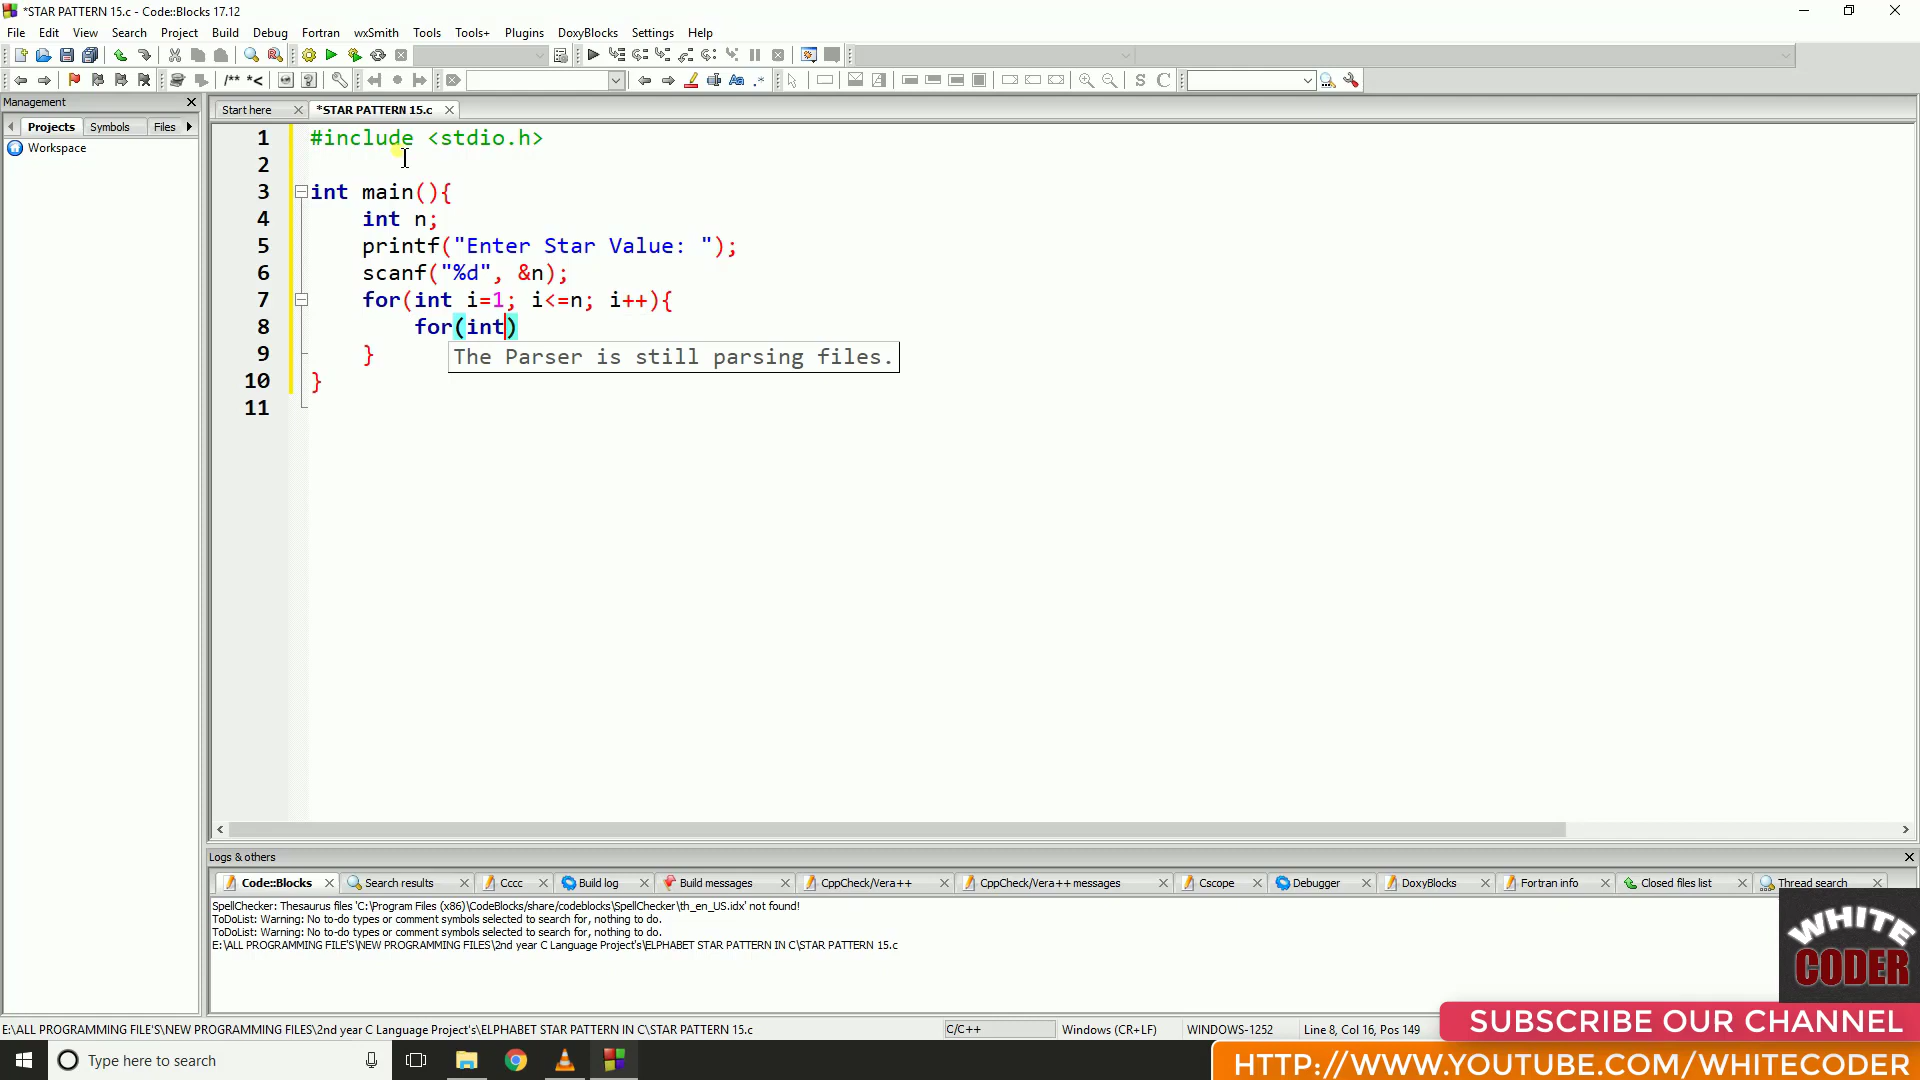 *STAR PATTERN 15.c - Code::Blocks 17.12
File Edit View Search Project Build Debug Fortran wxSmith Tools Tools+ Plugins DoxyBlocks Settings Help
/** *<
S C
Management
Projects Symbols Files
Workspace
Start here *STAR PATTERN 15.c
1 #include <stdio.h>
2
3 int main(){
4 int n;
5 printf("Enter Star Value: ");
6 scanf("%d", &n);
7 for(int i=1; i<=n; i++){
8 for(int)
9 }
The Parser is still parsing files.
10 }
11
Logs & others
Code::Blocks Search results Cccc Build log Build messages CppCheck/Vera++ CppCheck/Vera++ messages Cscope Debugger DoxyBlocks Fortran info Closed files list Thread search
SpellChecker: Thesaurus files 'C:\Program Files (x86)\CodeBlocks/share/codeblocks\SpellChecker\th_en_US.idx' not found!
ToDoList: Warning: No to-do types or comment symbols selected to search for, nothing to do.
ToDoList: Warning: No to-do types or comment symbols selected to search for, nothing to do.
E:\ALL PROGRAMMING FILE'S\NEW PROGRAMMING FILES\2nd year C Language Project's\ELPHABET STAR PATTERN IN C\STAR PATTERN 15.c
WHITE
CODER
E:\ALL PROGRAMMING FILE'S\NEW PROGRAMMING FILES\2nd year C Language Project's\ELPHABET STAR PATTERN IN C\STAR PATTERN 15.c C/C++ Windows (CR+LF) WINDOWS-1252 Line 8, Col 16, Pos 149
SUBSCRIBE OUR CHANNEL
Type here to search
HTTP://WWW.YOUTUBE.COM/WHITECODER